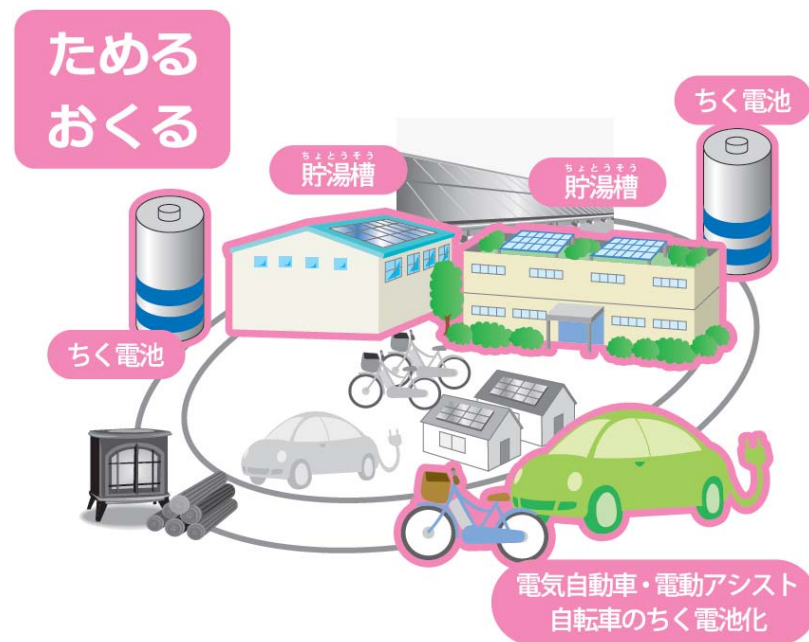 ためる
おくる
ちく電池
ちょとうそう
貯湯槽
ちょとうそう
貯湯槽
ちく電池
電気自動車・電動アシスト
自転車のちく電池化